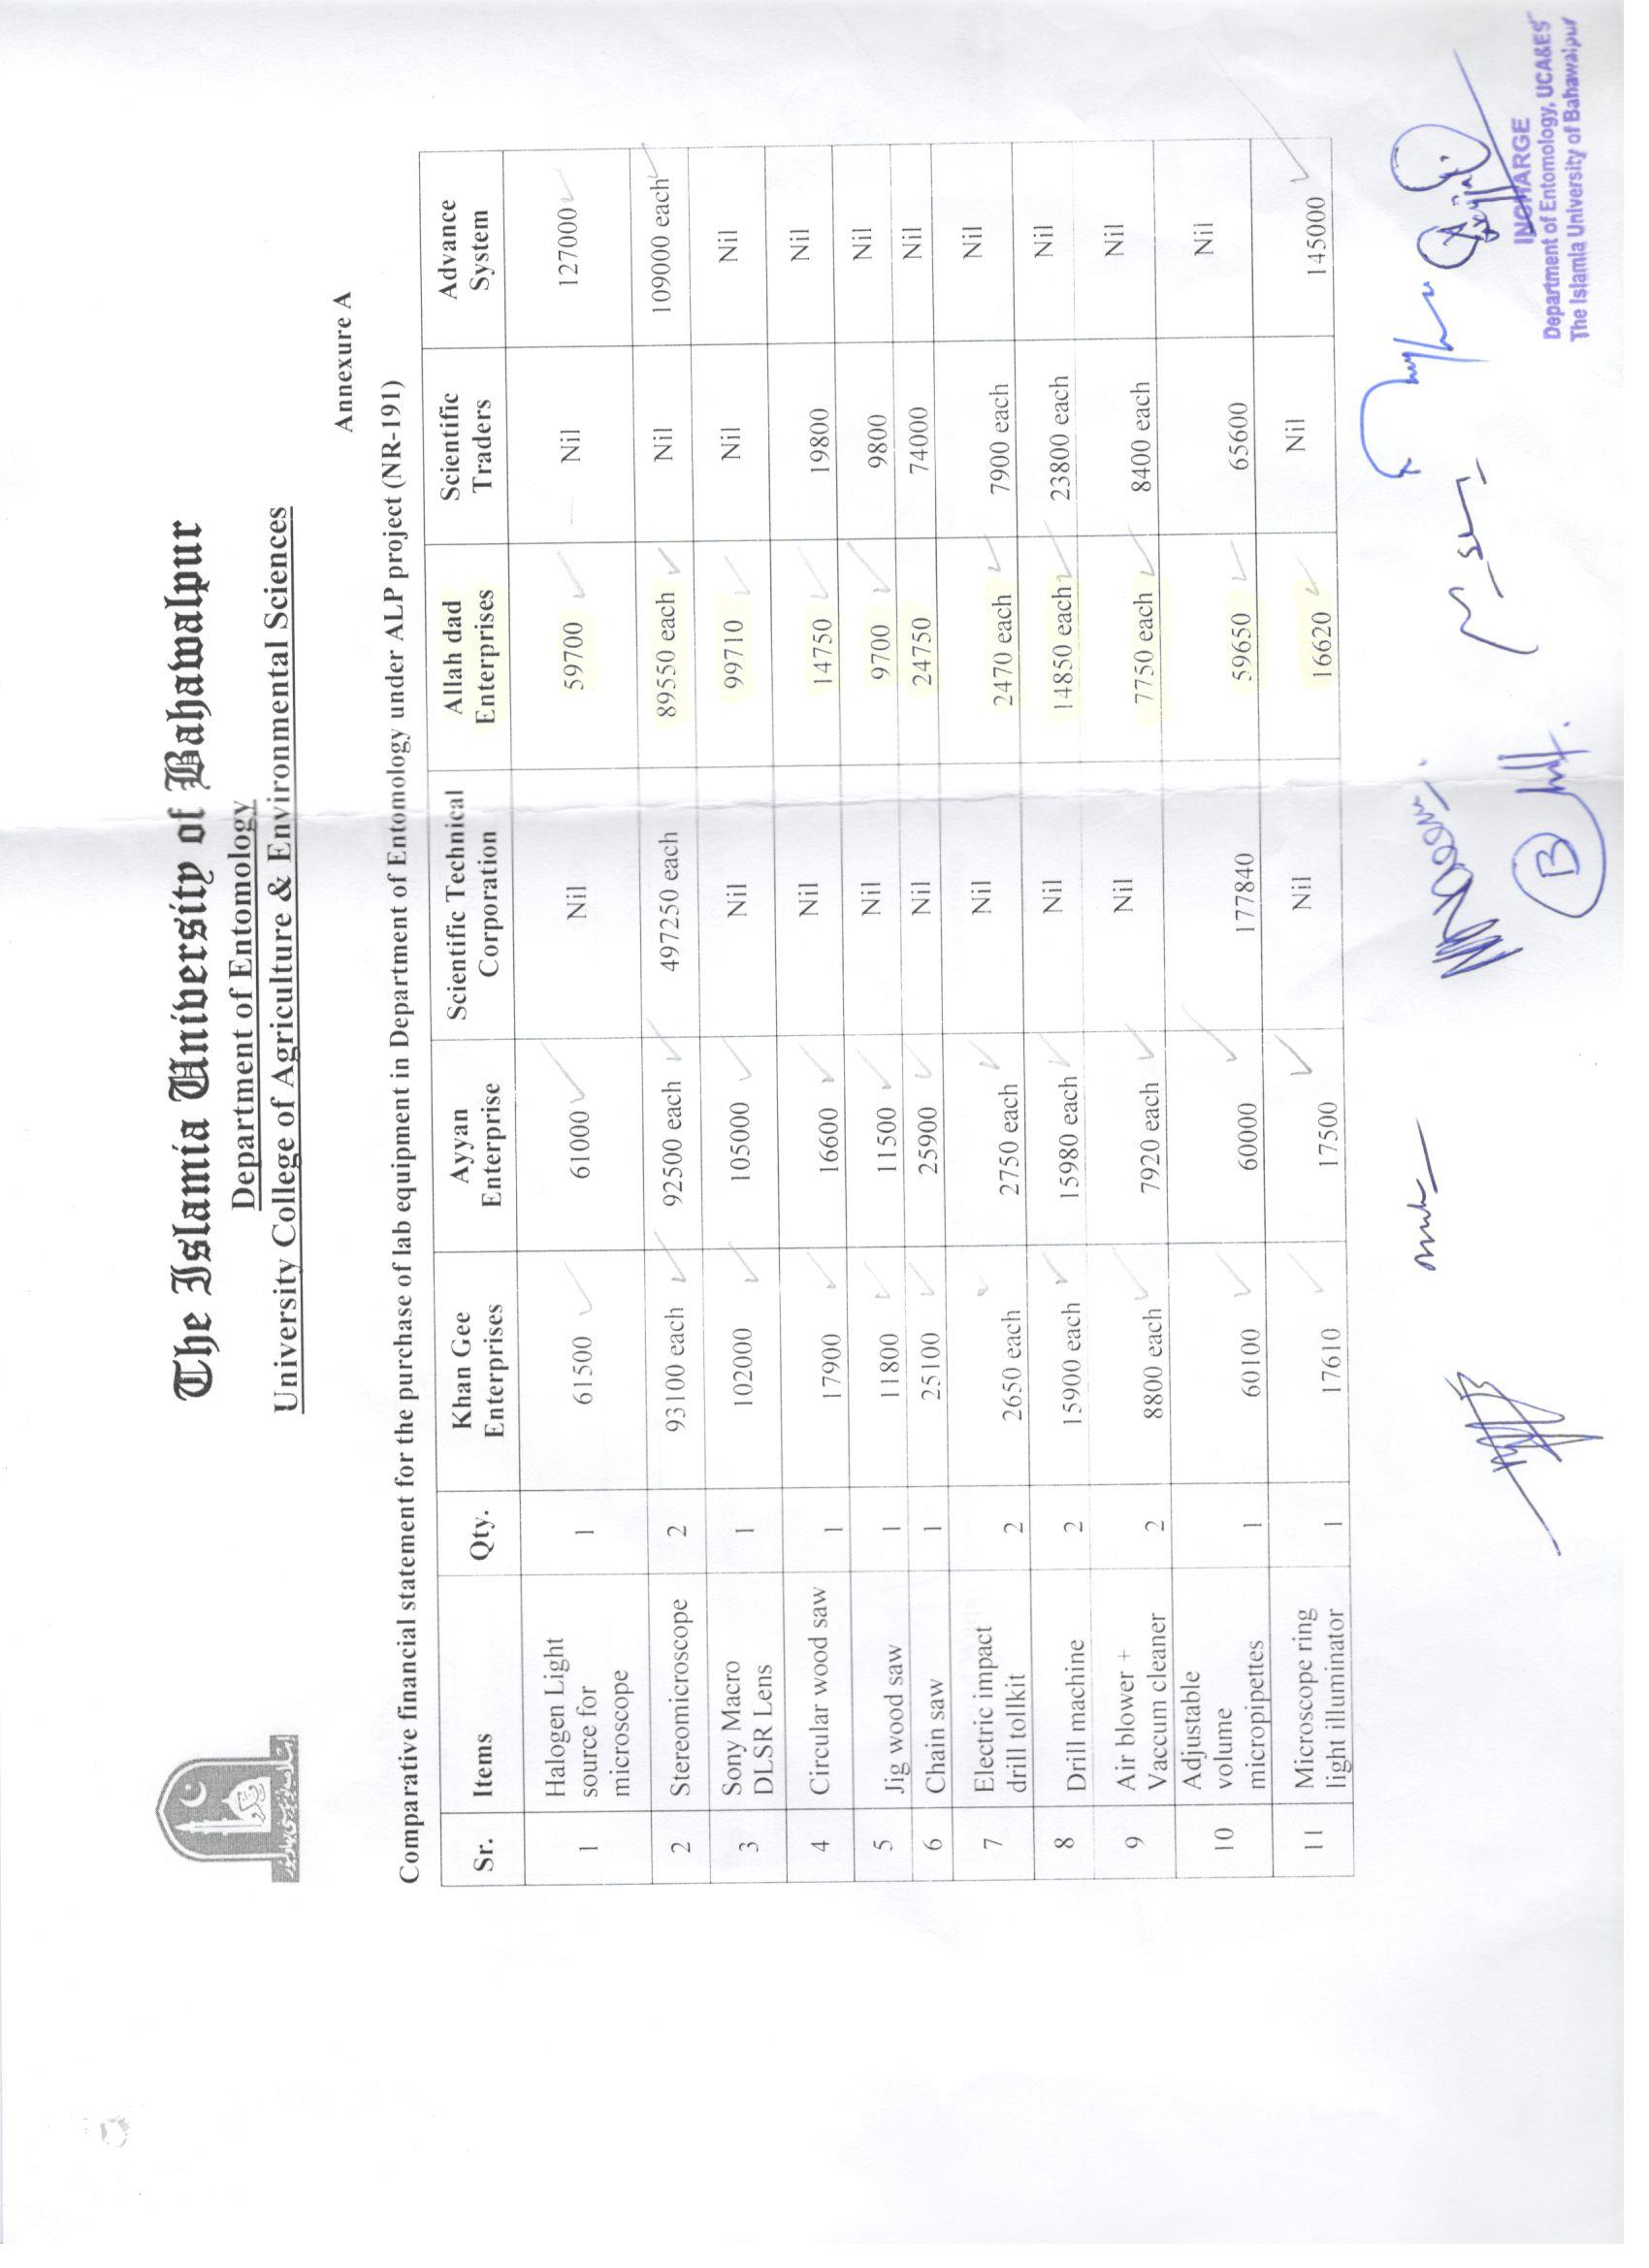 The Islamia University of Bahawalpur
Department of Entomology
University College of Agriculture & Environmental Sciences
Annexure A
Comparative financial statement for the purchase of lab equipment in Department of Entomology under ALP project (NR-191)
Sr. Items Qty. Khan Gee Enterprises Ayyan Enterprise Scientific Technical Corporation Allah dad Enterprises Scientific Traders Advance System
1 Halogen Light source for microscope 1 61500 61000 Nil 59700 Nil 127000
2 Stereomicroscope 2 93100 each 92500 each 497250 each 89550 each Nil 109000 each
3 Sony Macro DLSR Lens 1 102000 105000 Nil 99710 Nil Nil
4 Circular wood saw 1 17900 16600 Nil 14750 19800 Nil
5 Jig wood saw 1 11800 11500 Nil 9700 9800 Nil
6 Chain saw 1 25100 25900 Nil 24750 74000 Nil
7 Electric impact drill tollkit 2 2650 each 2750 each Nil 2470 each 7900 each Nil
8 Drill machine 2 15900 each 15980 each Nil 14850 each 23800 each Nil
9 Air blower + Vaccum cleaner 2 8800 each 7920 each Nil 7750 each 8400 each Nil
10 Adjustable volume micropipettes 1 60100 60000 177840 59650 65600 Nil
11 Microscope ring light illuminator 1 17610 17500 Nil 16620 Nil 145000
INCHARGE
Department of Entomology, UCA&ES
The Islamia University of Bahawalpur